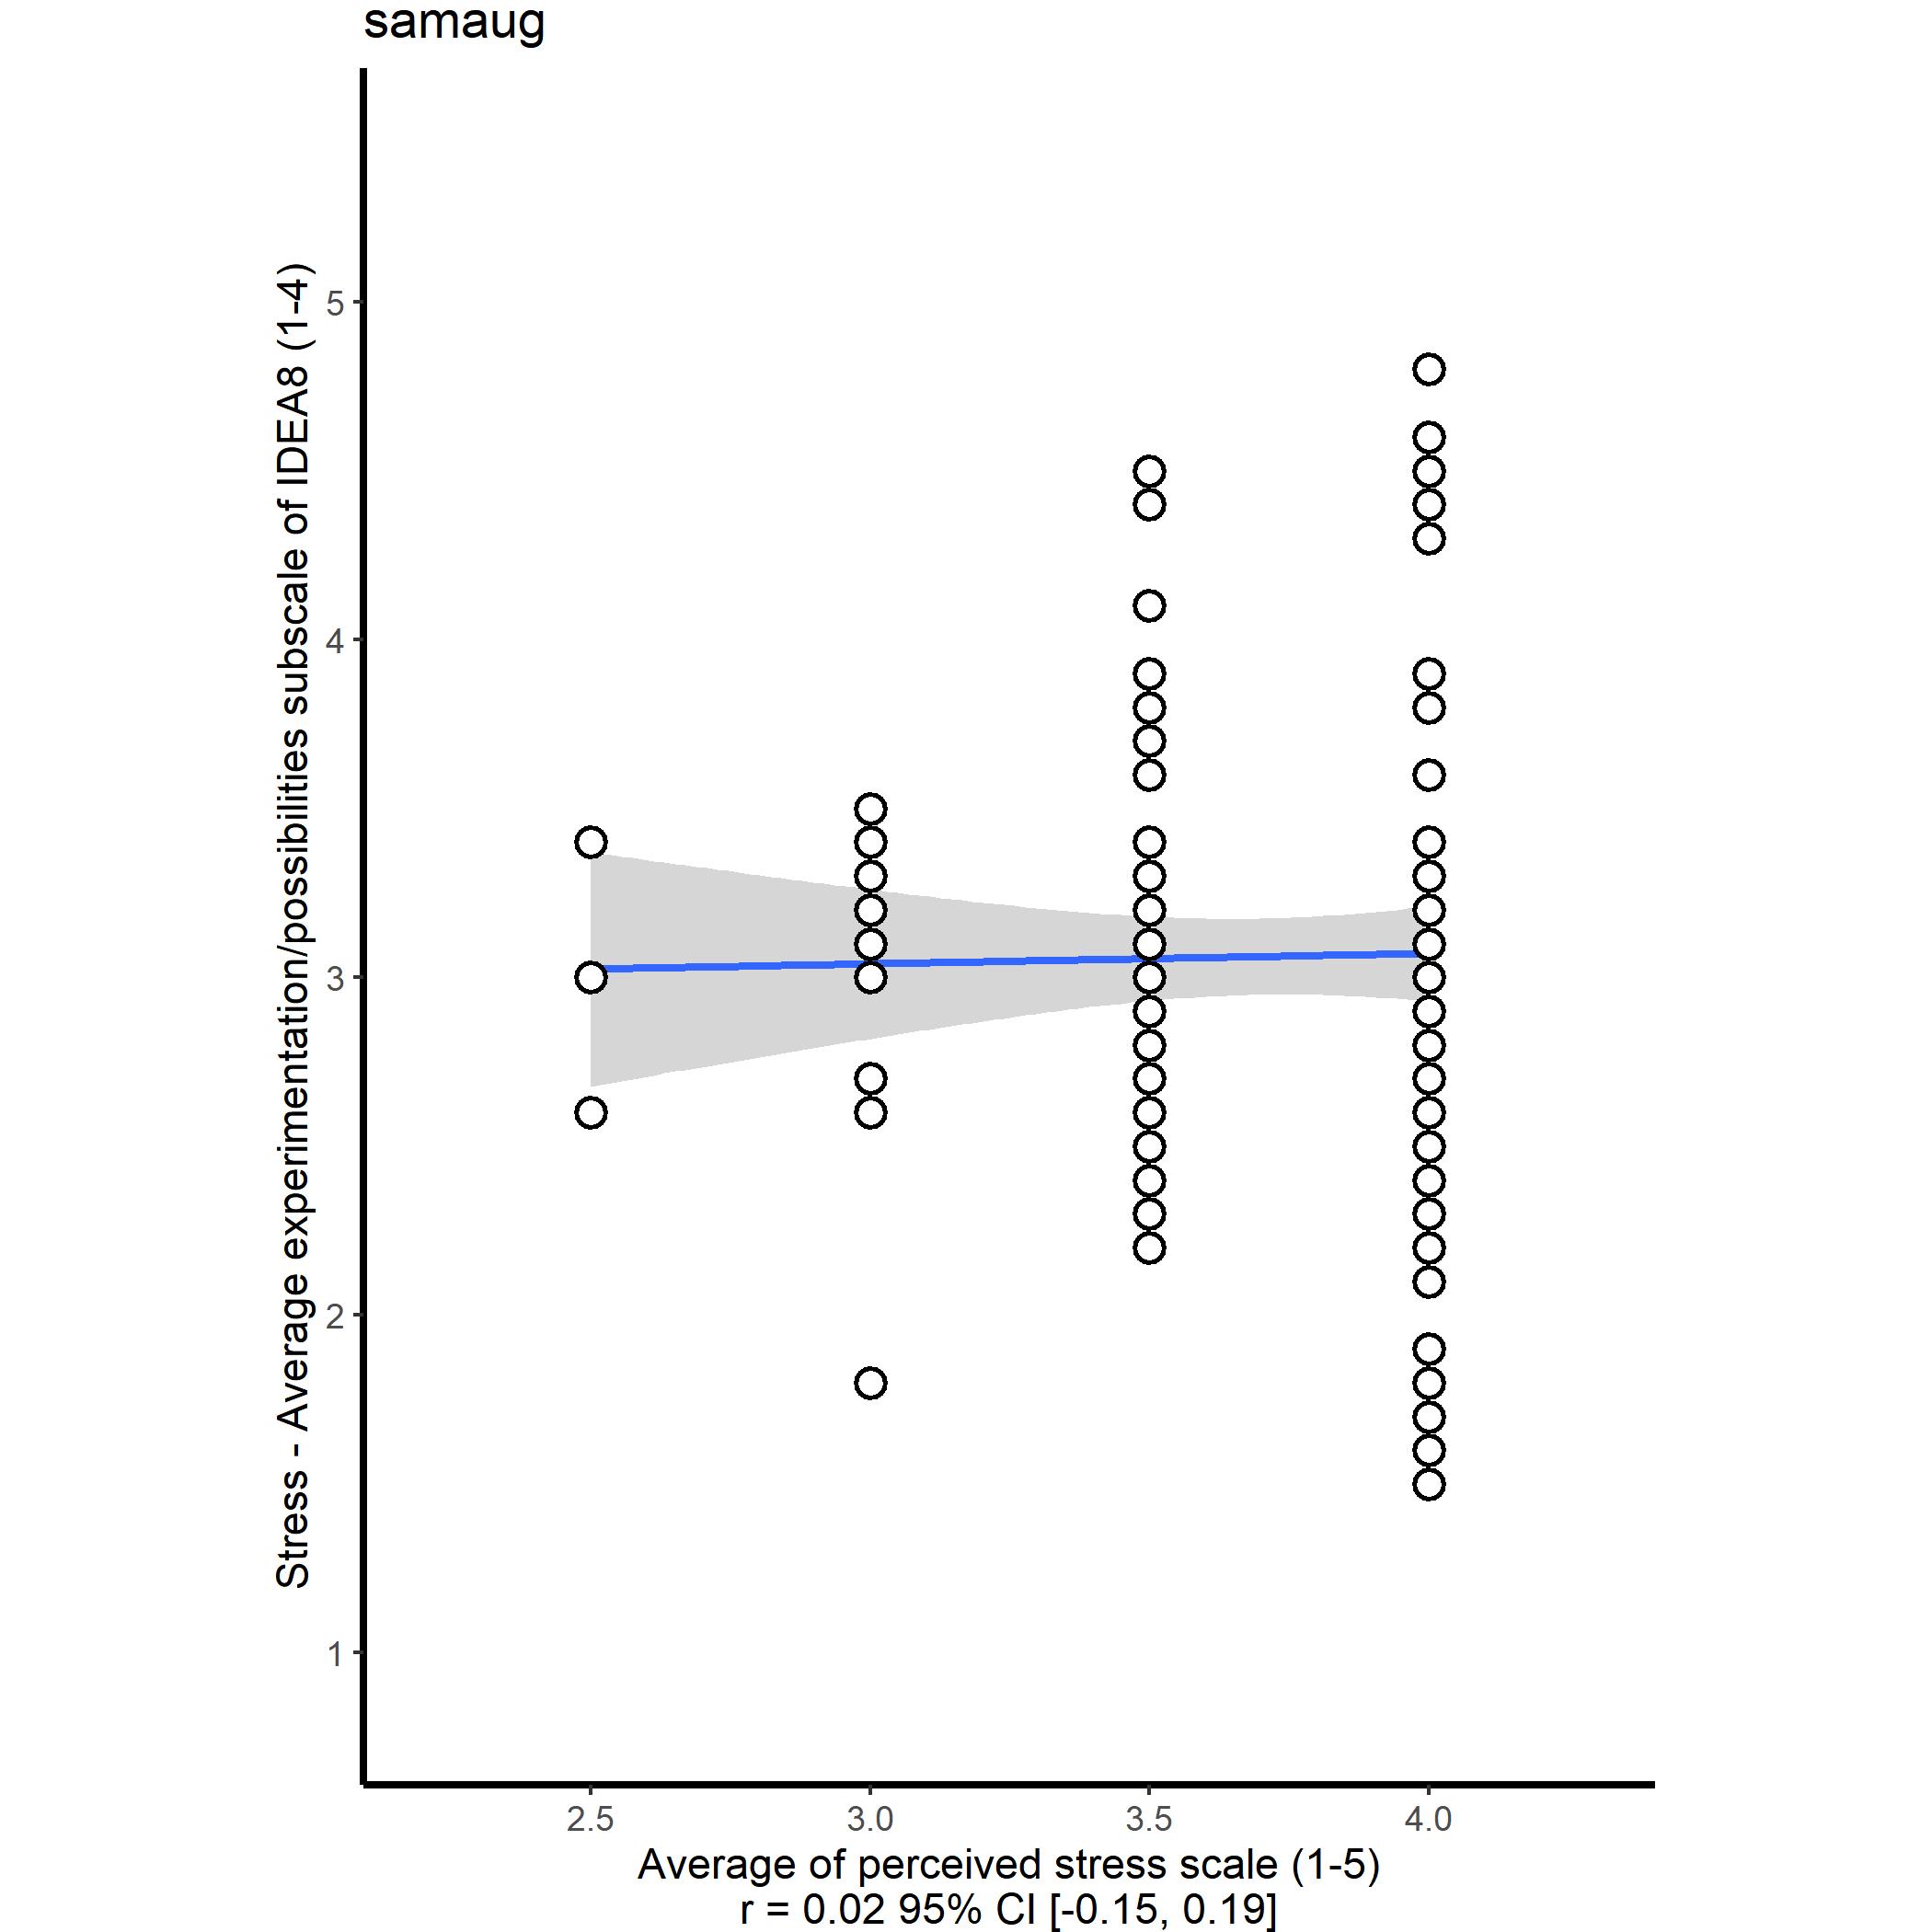 samaug
Stress - Average experimentation/possibilities subscale of IDEA8 (1-4)
5
4
3
2
1
2.5 3.0 3.5 4.0
Average of perceived stress scale (1-5)
r = 0.02 95% CI [-0.15, 0.19]